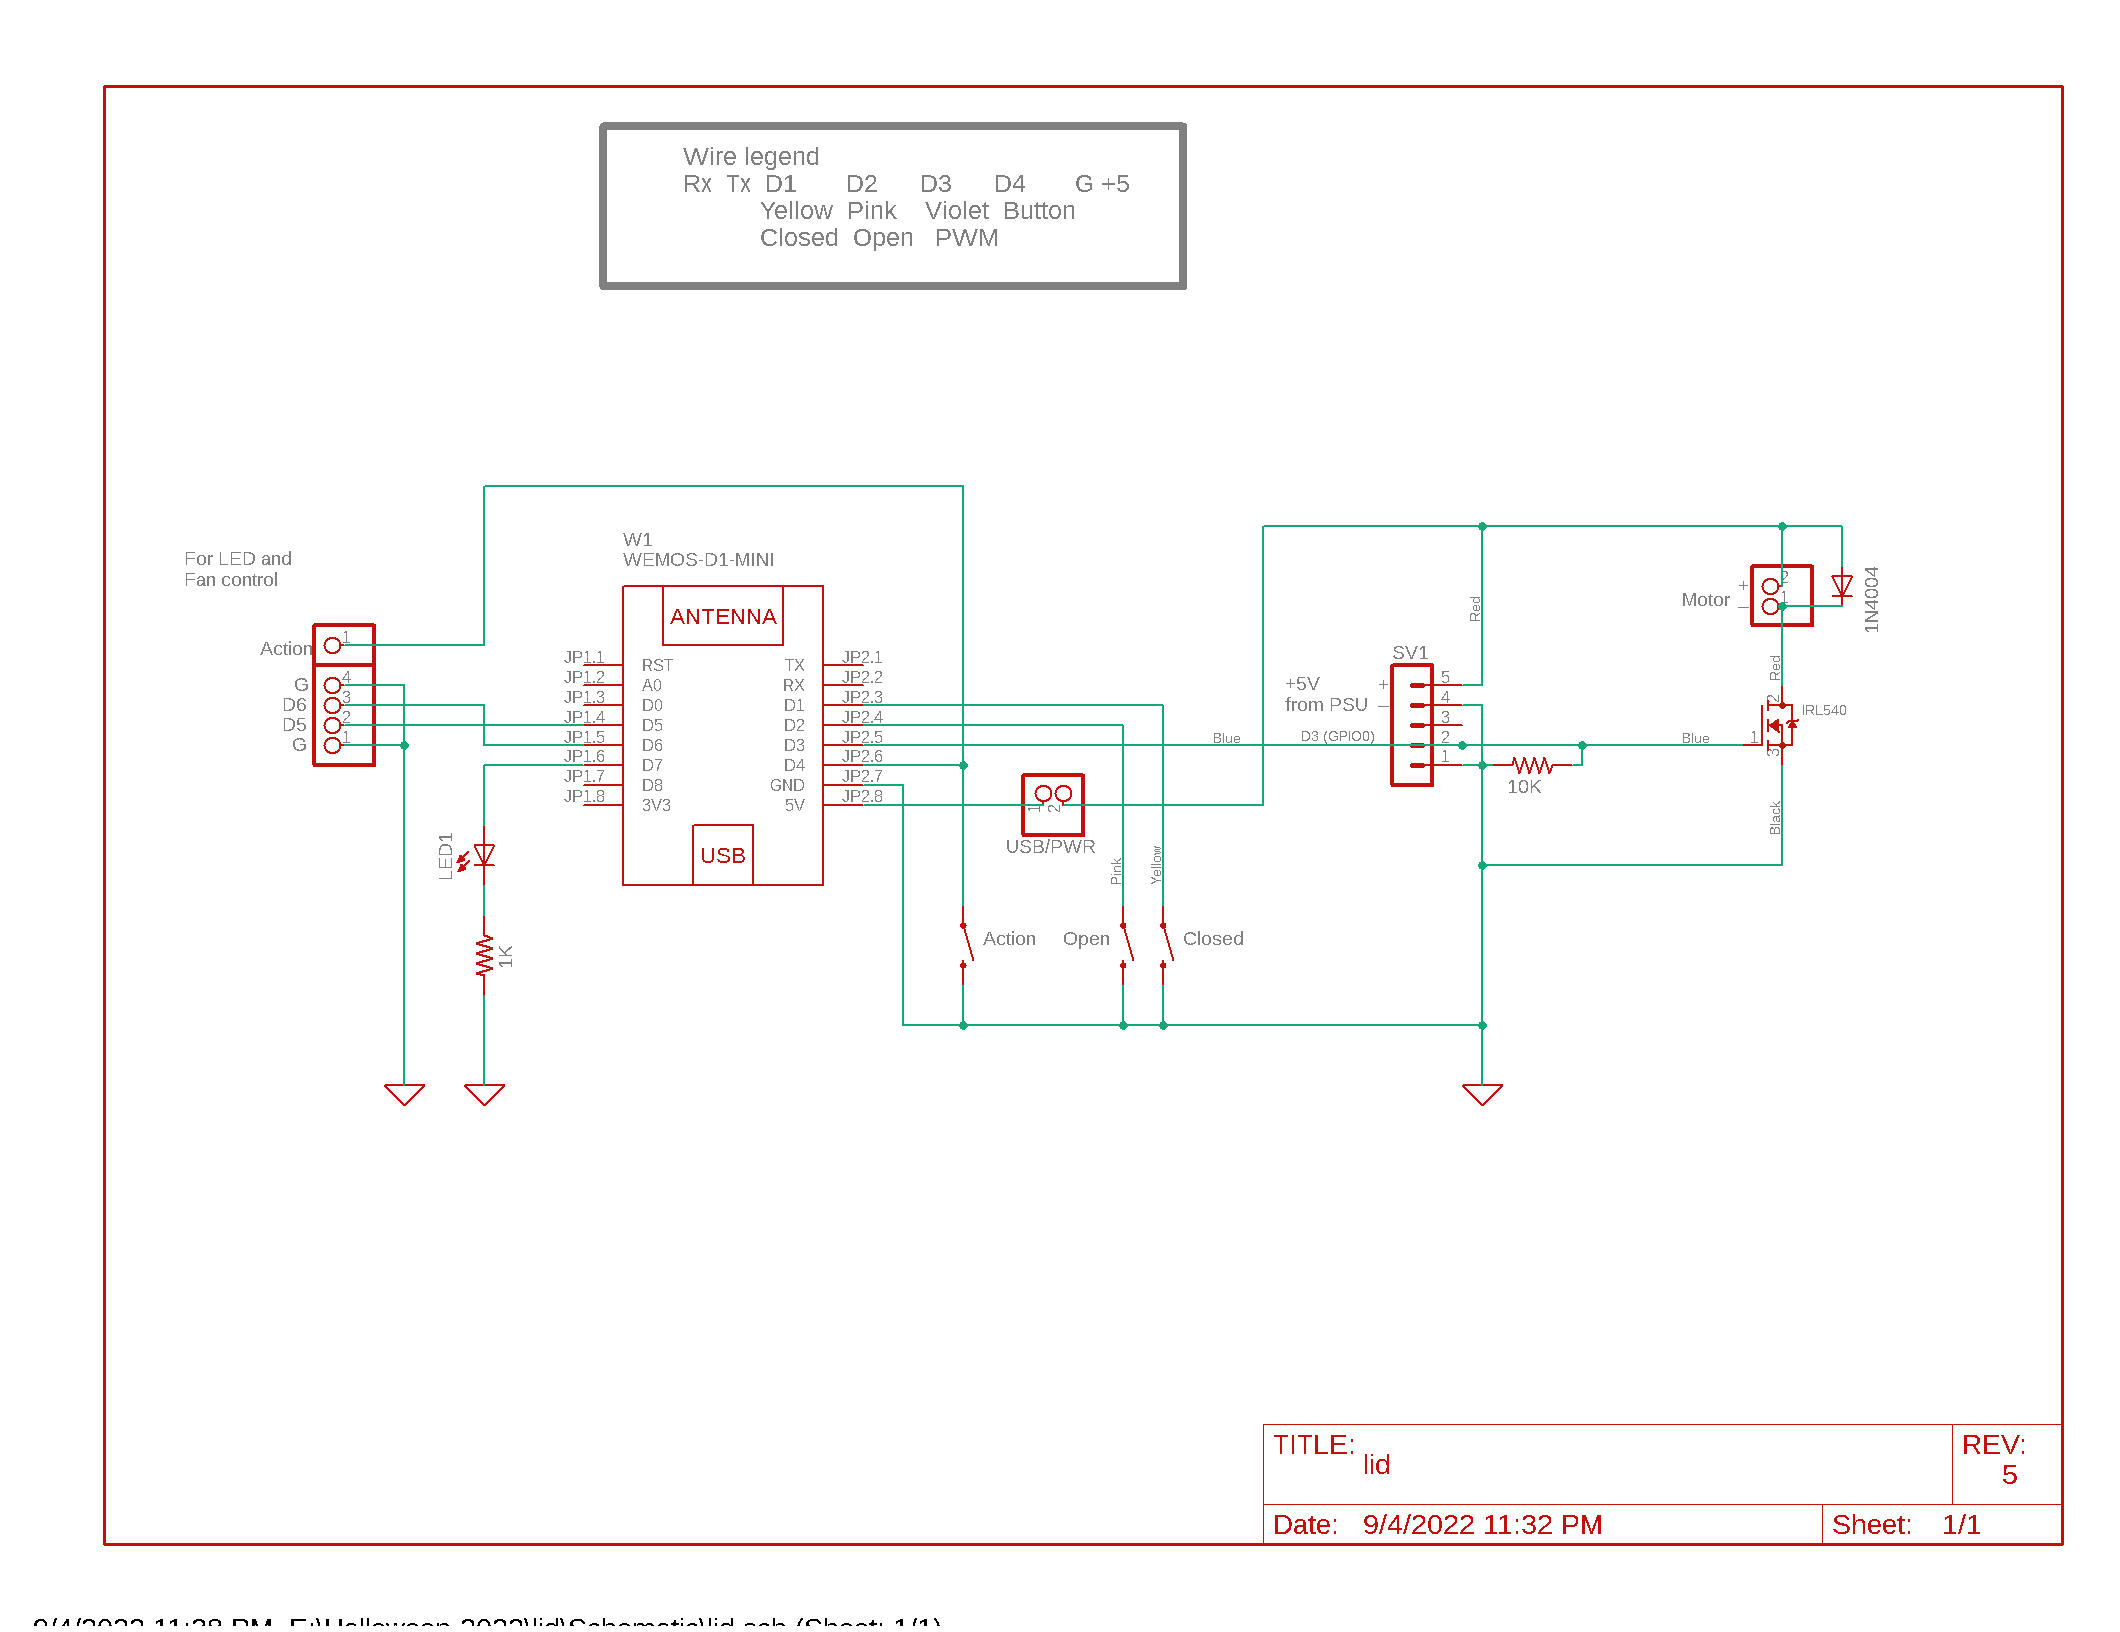 Wire legend
Rx Tx D1 D2 D3 D4 G +5
Yellow Pink Violet Button
Closed Open PWM
For LED and
Fan control
Action
1
G
4
D6
3
D5
2
G
1
W1
WEMOS-D1-MINI
ANTENNA
JP1.1 RST TX JP2.1
JP1.2 A0 RX JP2.2
JP1.3 D0 D1 JP2.3
JP1.4 D5 D2 JP2.4
JP1.5 D6 D3 JP2.5
JP1.6 D7 D4 JP2.6
JP1.7 D8 GND JP2.7
JP1.8 3V3 5V JP2.8
USB
LED1
1K
1
2
USB/PWR
Pink
Yellow
Action
Open
Closed
Blue
D3 (GPIO0)
Red
SV1
+5V
from PSU
+
–
5
4
3
2
1
10K
Blue
Motor
+
–
2
1
1N4004
Red
2
IRL540
1
3
Black
TITLE:
lid
REV:
5
Date: 9/4/2022 11:32 PM
Sheet: 1/1
9/4/2022 11:38 PM E:\Halloween 2022\lid\Schematic\lid.sch (Sheet: 1/1)